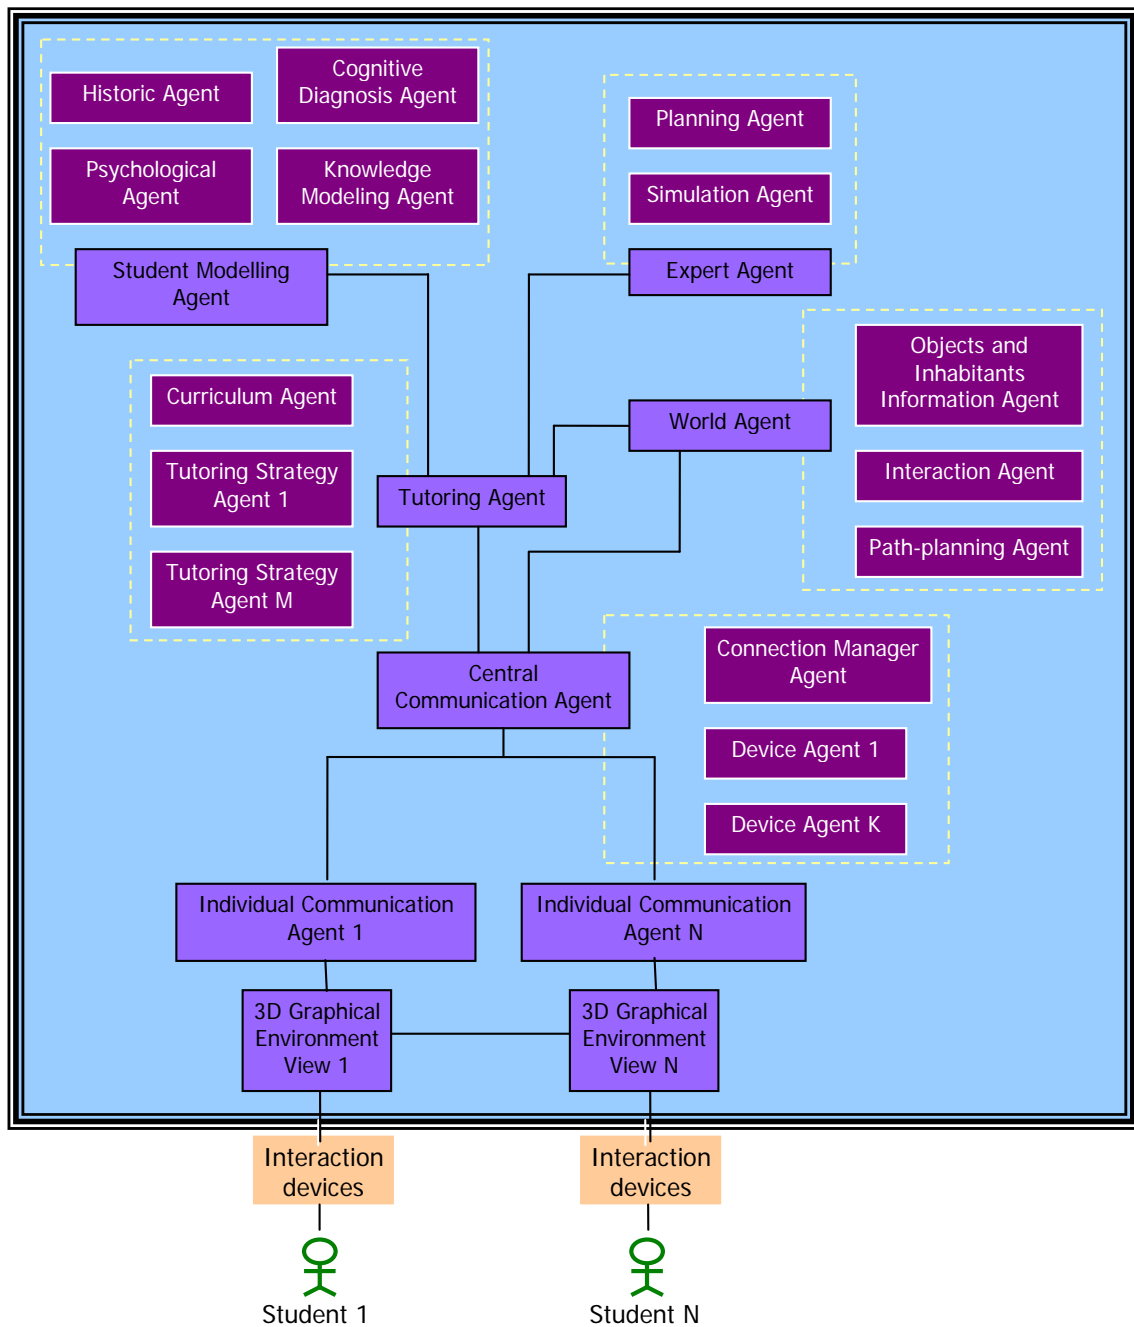 Historic Agent
Cognitive
Diagnosis Agent
Psychological
Agent
Knowledge
Modeling Agent
Student Modelling
Agent
Planning Agent
Simulation Agent
Expert Agent
Objects and
Inhabitants
Information Agent
Interaction Agent
Path-planning Agent
World Agent
Curriculum Agent
Tutoring Strategy
Agent 1
Tutoring Strategy
Agent M
Tutoring Agent
Central
Communication Agent
Connection Manager
Agent
Device Agent 1
Device Agent K
Individual Communication
Agent 1
Individual Communication
Agent N
3D Graphical
Environment
View 1
3D Graphical
Environment
View N
Interaction
devices
Interaction
devices
Student 1
Student N